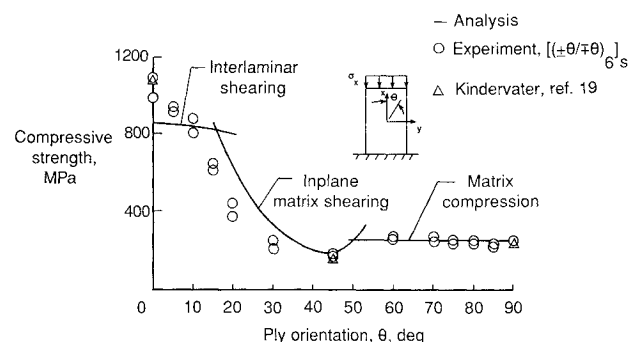 — Analysis
○ Experiment, [(±θ/∓θ)6]s
△ Kindervater, ref. 19
1200
800
400
0
Compressive
strength,
MPa
Interlaminar
shearing
Inplane
matrix shearing
Matrix
compression
σx
x
θ
y
0 10 20 30 40 50 60 70 80 90
Ply orientation, θ, deg